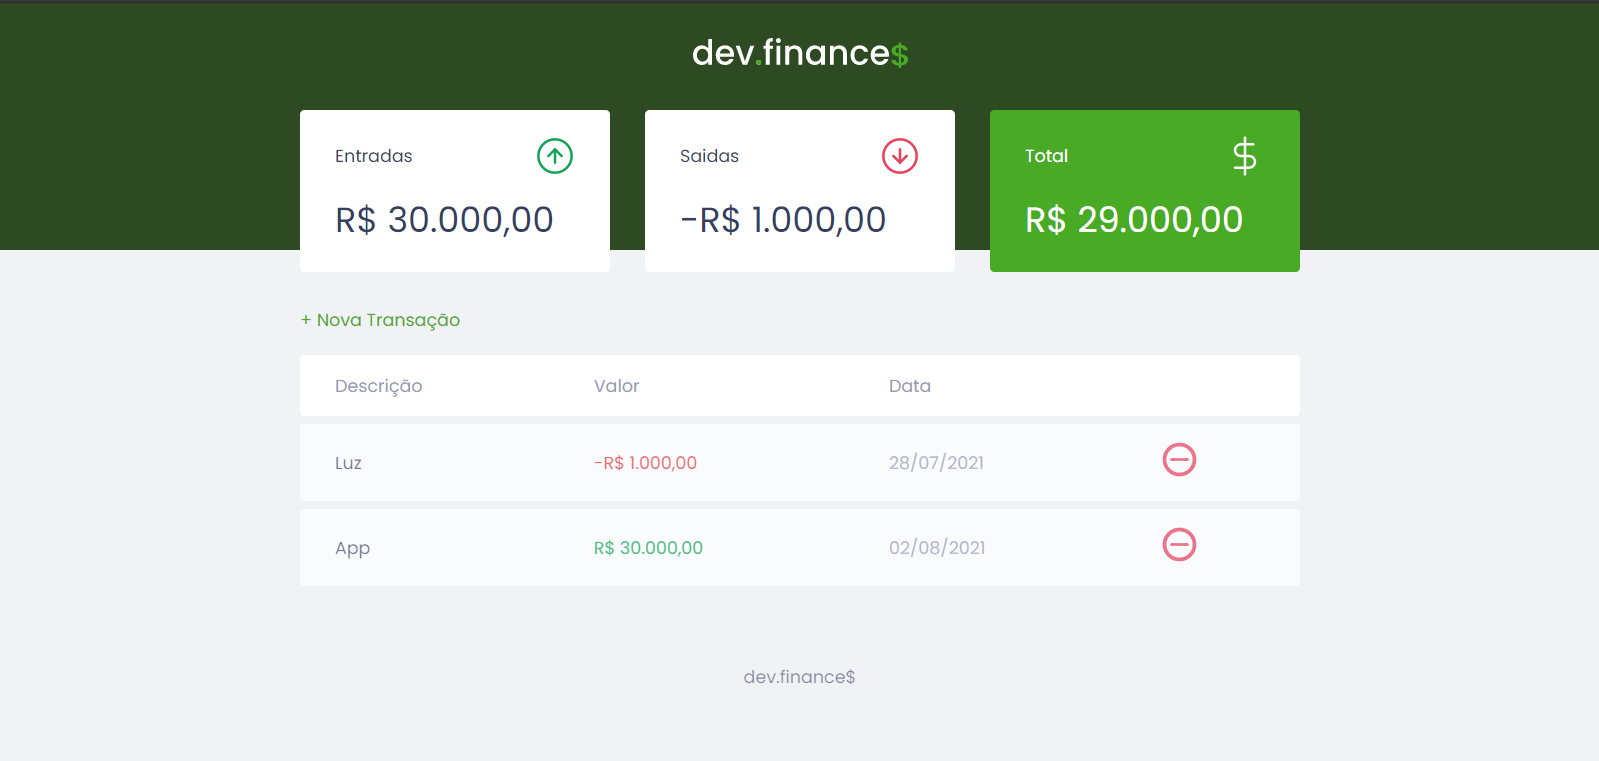 dev.finance$
Entradas
R$ 30.000,00
Saidas
-R$ 1.000,00
Total
R$ 29.000,00
+ Nova Transação
Descrição Valor Data
Luz -R$ 1.000,00 28/07/2021
App R$ 30.000,00 02/08/2021
dev.finance$